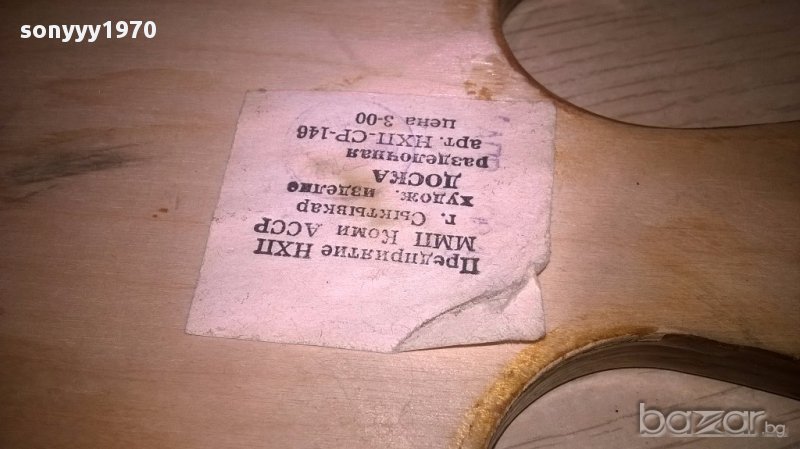 sonyyy1970
Предприятие НХП
ММП Коми АССР
г. Сыктывкар
худож. изделие
ДОСКА
разделочная
арт. НХП-СР-146
цена 3-00
bazar.bg